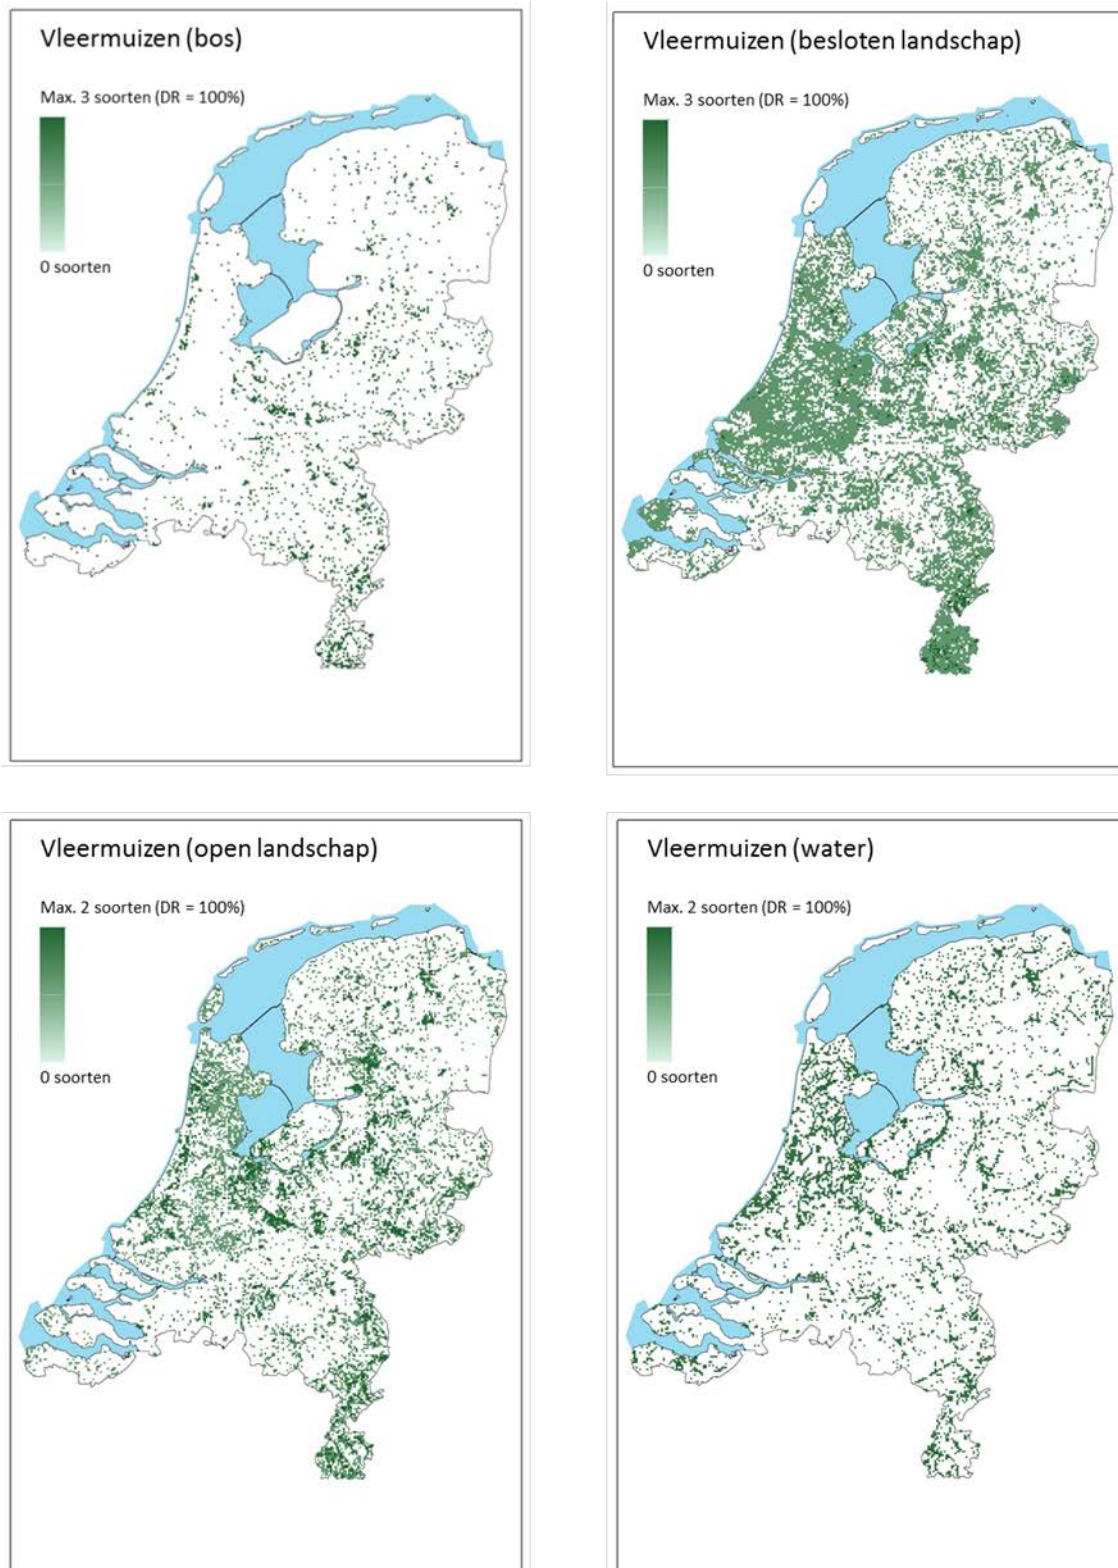 Vleermuizen (bos)
Max. 3 soorten (DR = 100%)
0 soorten
Vleermuizen (besloten landschap)
Max. 3 soorten (DR = 100%)
0 soorten
Vleermuizen (open landschap)
Max. 2 soorten (DR = 100%)
0 soorten
Vleermuizen (water)
Max. 2 soorten (DR = 100%)
0 soorten